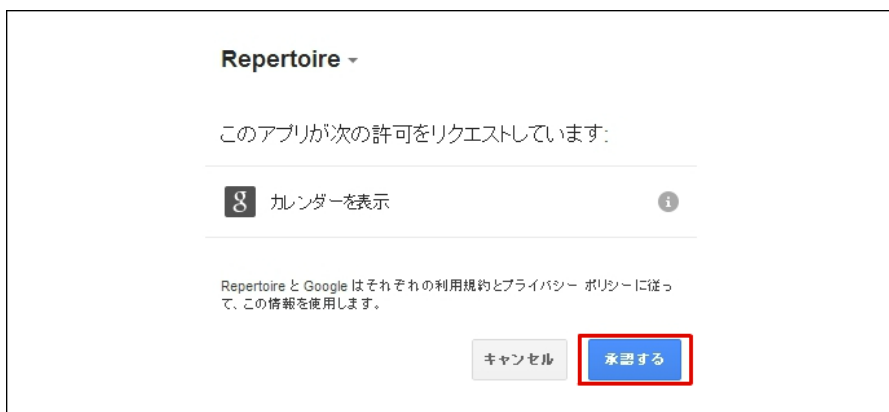 Repertoire
このアプリが次の許可をリクエストしています:
g カレンダーを表示 i
Repertoire と Google はそれぞれの利用規約とプライバシー ポリシーに従っ
て、この情報を使用します。
キャンセル 承認する